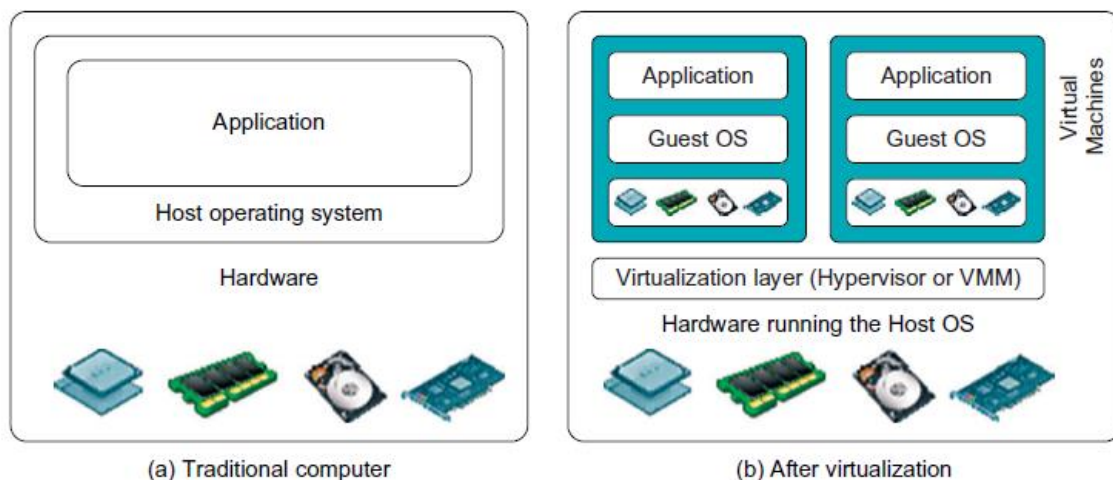 Application
Host operating system
Hardware
(a) Traditional computer
Application
Guest OS
Application
Guest OS
Virtual
Machines
Virtualization layer (Hypervisor or VMM)
Hardware running the Host OS
(b) After virtualization